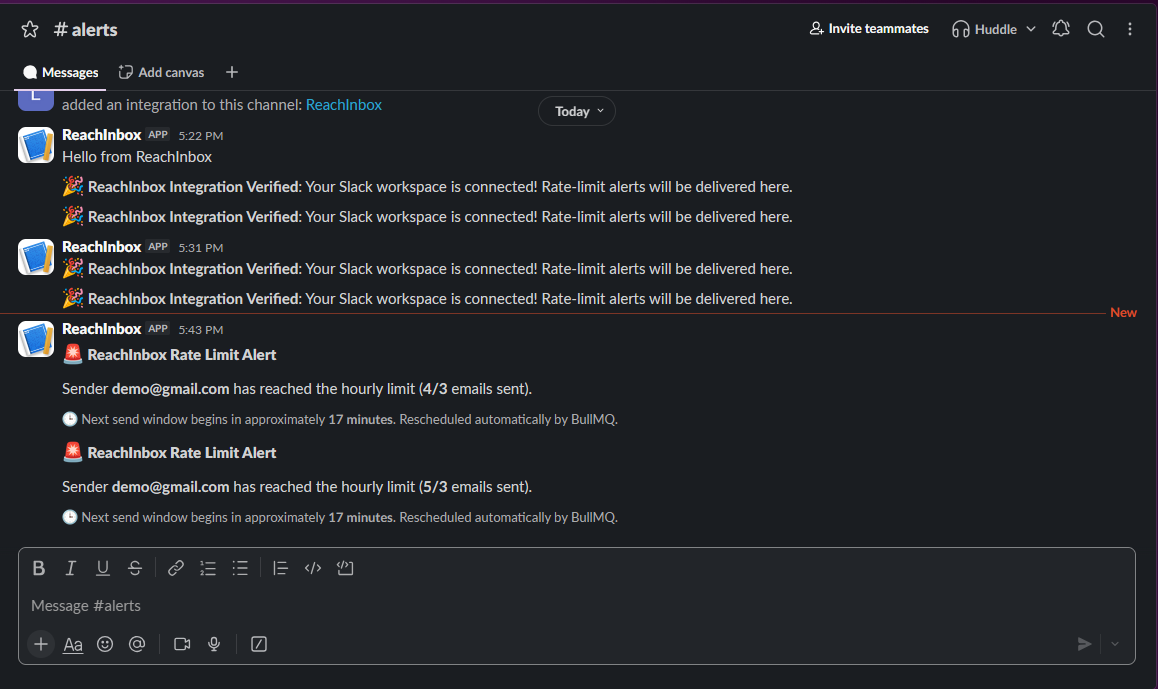 # alerts
Invite teammates
Huddle
Messages
Add canvas
L
added an integration to this channel: ReachInbox
Today
ReachInbox APP 5:22 PM
Hello from ReachInbox
🎉 ReachInbox Integration Verified: Your Slack workspace is connected! Rate-limit alerts will be delivered here.
🎉 ReachInbox Integration Verified: Your Slack workspace is connected! Rate-limit alerts will be delivered here.
ReachInbox APP 5:31 PM
🎉 ReachInbox Integration Verified: Your Slack workspace is connected! Rate-limit alerts will be delivered here.
🎉 ReachInbox Integration Verified: Your Slack workspace is connected! Rate-limit alerts will be delivered here.
New
ReachInbox APP 5:43 PM
🚨 ReachInbox Rate Limit Alert
Sender demo@gmail.com has reached the hourly limit (4/3 emails sent).
🕒 Next send window begins in approximately 17 minutes. Rescheduled automatically by BullMQ.
🚨 ReachInbox Rate Limit Alert
Sender demo@gmail.com has reached the hourly limit (5/3 emails sent).
🕒 Next send window begins in approximately 17 minutes. Rescheduled automatically by BullMQ.
B I U S
Message #alerts
Aa